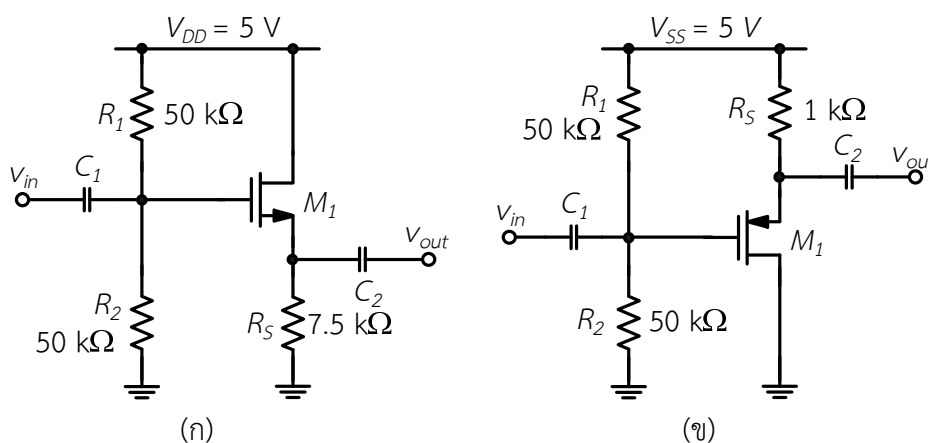 V_DD = 5 V
R_1 50 kΩ
C_1
v_in
M_1
v_out
C_2
R_2
50 kΩ
R_S 7.5 kΩ
(ก)
V_SS = 5 V
R_1
50 kΩ
R_S 1 kΩ
C_2
v_ou
v_in
C_1
M_1
R_2 50 kΩ
(ข)